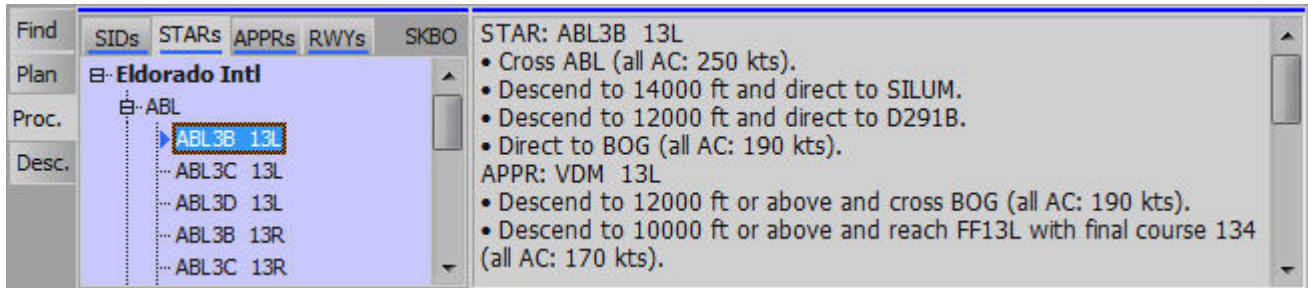 Find
Plan
Proc.
Desc.
SIDs STARs APPRs RWYs SKBO
Eldorado Intl
ABL
ABL3B 13L
ABL3C 13L
ABL3D 13L
ABL3B 13R
ABL3C 13R
STAR: ABL3B 13L
• Cross ABL (all AC: 250 kts).
• Descend to 14000 ft and direct to SILUM.
• Descend to 12000 ft and direct to D291B.
• Direct to BOG (all AC: 190 kts).
APPR: VDM 13L
• Descend to 12000 ft or above and cross BOG (all AC: 190 kts).
• Descend to 10000 ft or above and reach FF13L with final course 134
(all AC: 170 kts).